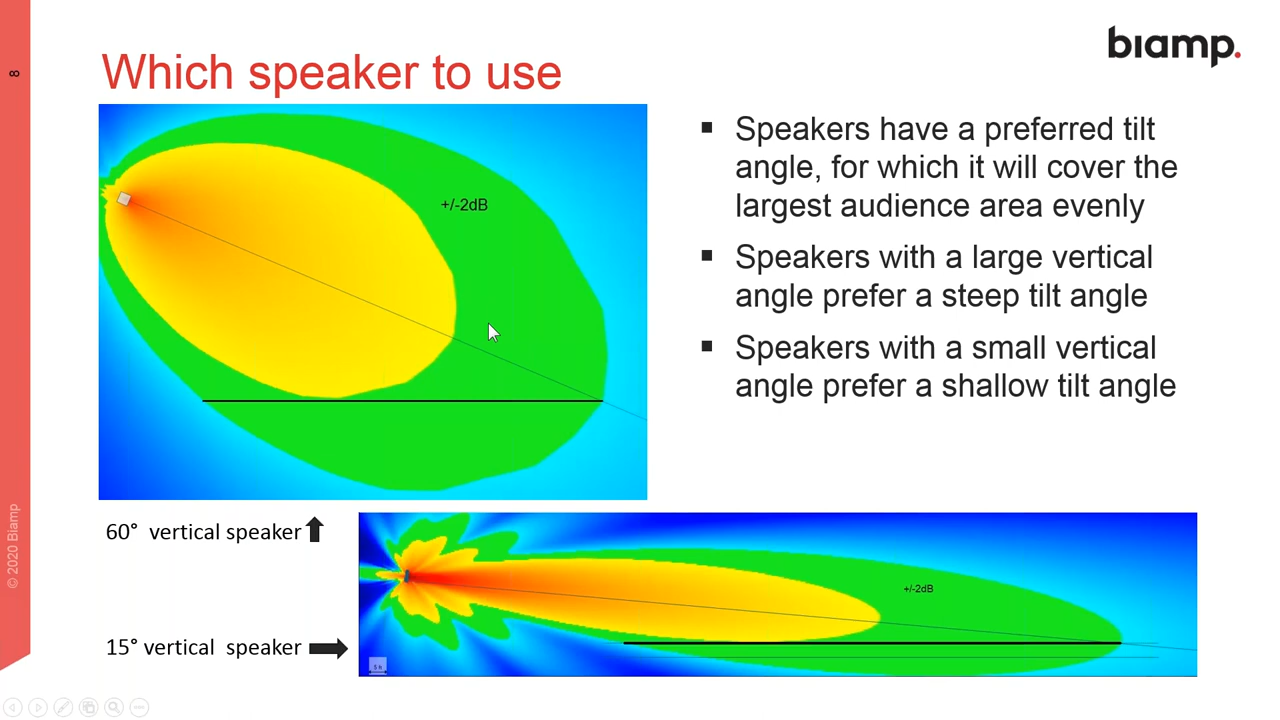 8
Which speaker to use
biamp.
+/-2dB
▪ Speakers have a preferred tilt
angle, for which it will cover the
largest audience area evenly
▪ Speakers with a large vertical
angle prefer a steep tilt angle
▪ Speakers with a small vertical
angle prefer a shallow tilt angle
60° vertical speaker
+/-2dB
15° vertical speaker
© 2020 Biamp